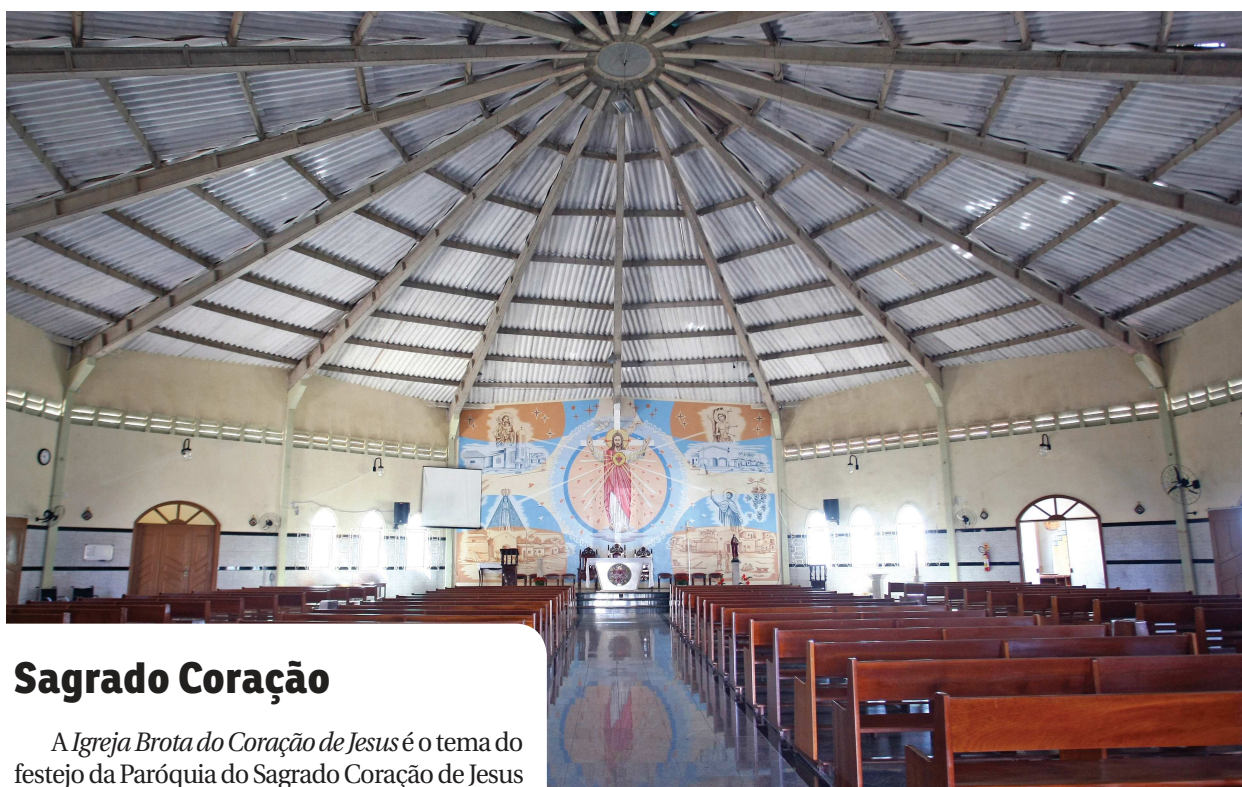 Sagrado Coração
A Igreja Brota do Coração de Jesus é o tema do
festejo da Paróquia do Sagrado Coração de Jesus